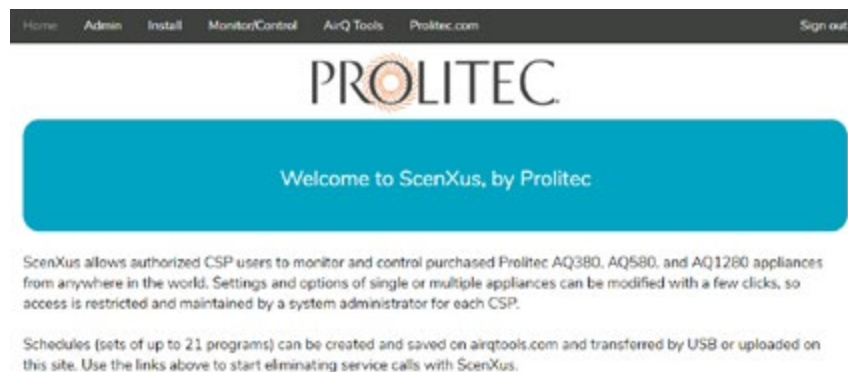 Home Admin Install Monitor/Control AirQ Tools Prolitec.com Sign out
PROLITEC
Welcome to ScenXus, by Prolitec
ScenXus allows authorized CSP users to monitor and control purchased Prolitec AQ380, AQ580, and AQ1280 appliances
from anywhere in the world. Settings and options of single or multiple appliances can be modified with a few clicks, so
access is restricted and maintained by a system administrator for each CSP.
Schedules (sets of up to 21 programs) can be created and saved on airqtools.com and transferred by USB or uploaded on
this site. Use the links above to start eliminating service calls with ScenXus.